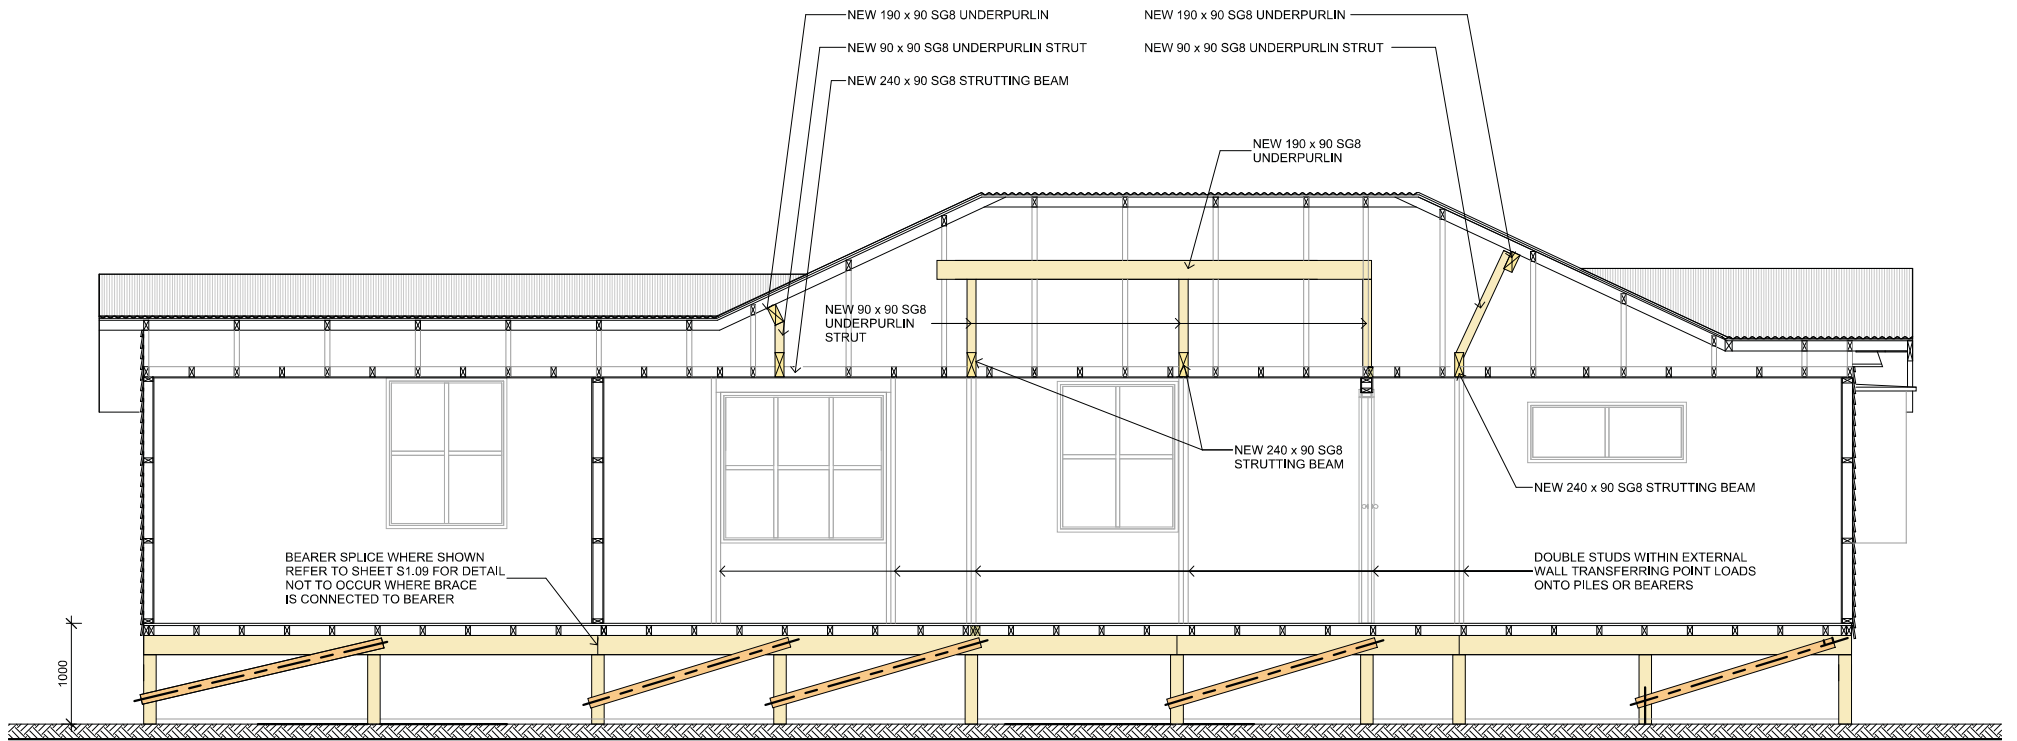 NEW 190 x 90 SG8 UNDERPURLIN
NEW 190 x 90 SG8 UNDERPURLIN
NEW 90 x 90 SG8 UNDERPURLIN STRUT
NEW 90 x 90 SG8 UNDERPURLIN STRUT
NEW 240 x 90 SG8 STRUTTING BEAM
NEW 190 x 90 SG8
UNDERPURLIN
NEW 90 x 90 SG8
UNDERPURLIN
STRUT
NEW 240 x 90 SG8
STRUTTING BEAM
NEW 240 x 90 SG8 STRUTTING BEAM
BEARER SPLICE WHERE SHOWN
REFER TO SHEET S1.09 FOR DETAIL
NOT TO OCCUR WHERE BRACE
IS CONNECTED TO BEARER
DOUBLE STUDS WITHIN EXTERNAL
WALL TRANSFERRING POINT LOADS
ONTO PILES OR BEARERS
1000